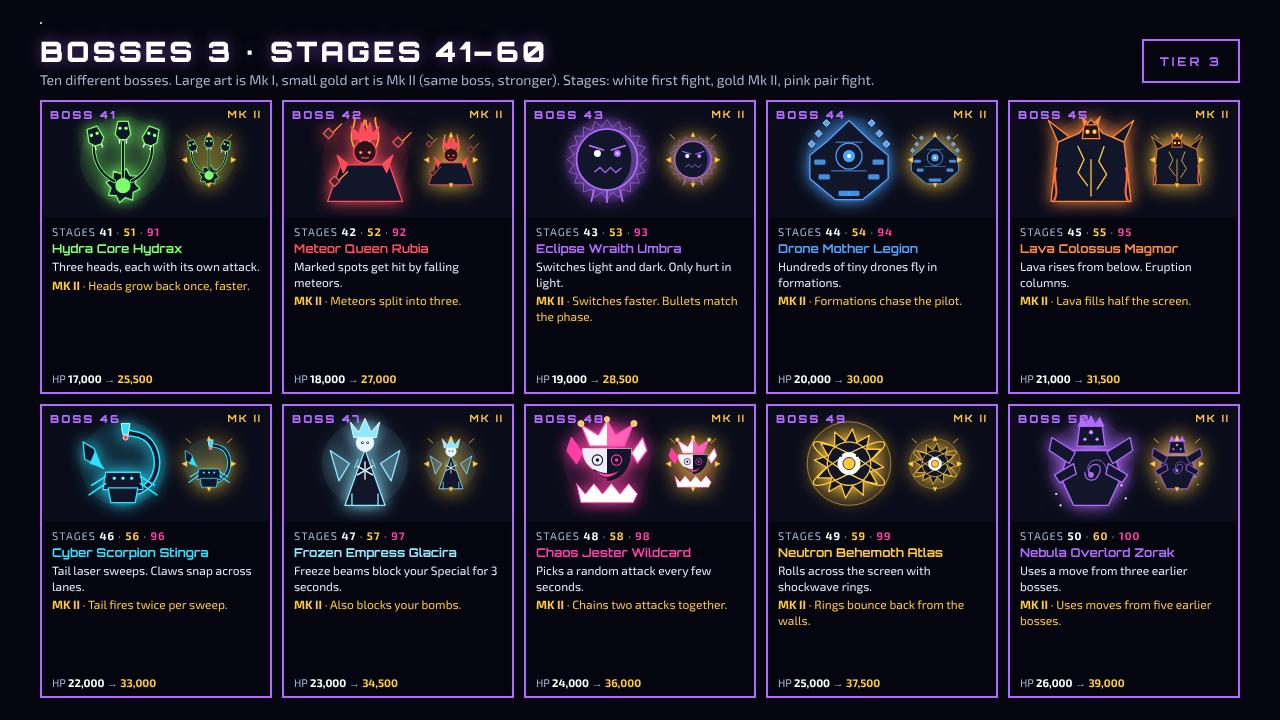 BOSSES 3 · STAGES 41–60
Ten different bosses. Large art is Mk I, small gold art is Mk II (same boss, stronger). Stages: white first fight, gold Mk II, pink pair fight.
TIER 3
BOSS 41
MK II
STAGES 41 · 51 · 91
Hydra Core Hydrax
Three heads, each with its own attack.
MK II · Heads grow back once, faster.
HP 17,000 → 25,500
BOSS 42
MK II
STAGES 42 · 52 · 92
Meteor Queen Rubia
Marked spots get hit by falling
meteors.
MK II · Meteors split into three.
HP 18,000 → 27,000
BOSS 43
MK II
STAGES 43 · 53 · 93
Eclipse Wraith Umbra
Switches light and dark. Only hurt in
light.
MK II · Switches faster. Bullets match
the phase.
HP 19,000 → 28,500
BOSS 44
MK II
STAGES 44 · 54 · 94
Drone Mother Legion
Hundreds of tiny drones fly in
formations.
MK II · Formations chase the pilot.
HP 20,000 → 30,000
BOSS 45
MK II
STAGES 45 · 55 · 95
Lava Colossus Magmor
Lava rises from below. Eruption
columns.
MK II · Lava fills half the screen.
HP 21,000 → 31,500
BOSS 46
MK II
STAGES 46 · 56 · 96
Cyber Scorpion Stingra
Tail laser sweeps. Claws snap across
lanes.
MK II · Tail fires twice per sweep.
HP 22,000 → 33,000
BOSS 47
MK II
STAGES 47 · 57 · 97
Frozen Empress Glacira
Freeze beams block your Special for 3
seconds.
MK II · Also blocks your bombs.
HP 23,000 → 34,500
BOSS 48
MK II
STAGES 48 · 58 · 98
Chaos Jester Wildcard
Picks a random attack every few
seconds.
MK II · Chains two attacks together.
HP 24,000 → 36,000
BOSS 49
MK II
STAGES 49 · 59 · 99
Neutron Behemoth Atlas
Rolls across the screen with
shockwave rings.
MK II · Rings bounce back from the
walls.
HP 25,000 → 37,500
BOSS 50
MK II
STAGES 50 · 60 · 100
Nebula Overlord Zorak
Uses a move from three earlier
bosses.
MK II · Uses moves from five earlier
bosses.
HP 26,000 → 39,000